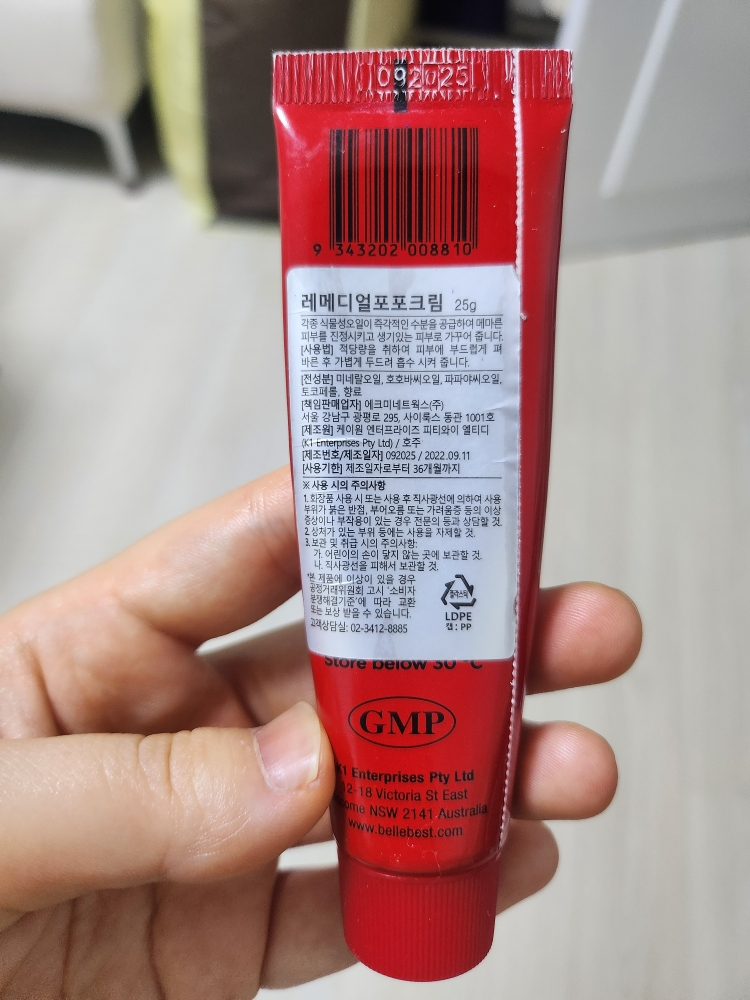 092025
9 343202 008810
레메디얼포포크림 25g
각종 식물성오일이 즉각적인 수분을 공급하여 메마른
피부를 진정시키고 생기있는 피부로 가꾸어 줍니다.
[사용법] 적당량을 취하여 피부에 부드럽게 펴
바른 후 가볍게 두드려 흡수 시켜 줍니다.
[전성분] 미네랄오일, 호호바씨오일, 파파야씨오일,
토코페롤, 향료
[책임판매업자] 에크미네트웍스(주)
서울 강남구 광평로 295, 사이룩스 동관 1001호
[제조원] 케이원 엔터프라이즈 피티와이 엘티디
(K1 Enterprises Pty Ltd) / 호주
[제조번호/제조일자] 092025 / 2022.09.11
[사용기한] 제조일자로부터 36개월까지
※ 사용 시의 주의사항
1. 화장품 사용 시 또는 사용 후 직사광선에 의하여 사용
부위가 붉은 반점, 부어오름 또는 가려움증 등의 이상
증상이나 부작용이 있는 경우 전문의 등과 상담할 것.
2. 상처가 있는 부위 등에는 사용을 자제할 것.
3. 보관 및 취급 시의 주의사항:
가. 어린이의 손이 닿지 않는 곳에 보관할 것.
나. 직사광선을 피해서 보관할 것.
*본 제품에 이상이 있을 경우
공정거래위원회 고시 '소비자
분쟁해결기준'에 따라 교환
또는 보상 받을 수 있습니다.
고객상담실: 02-3412-8885
플라스틱
LDPE
캡 : PP
Store below 30 °C
GMP
K1 Enterprises Pty Ltd
12-18 Victoria St East
NSW 2141 Australia
www.bellebest.com